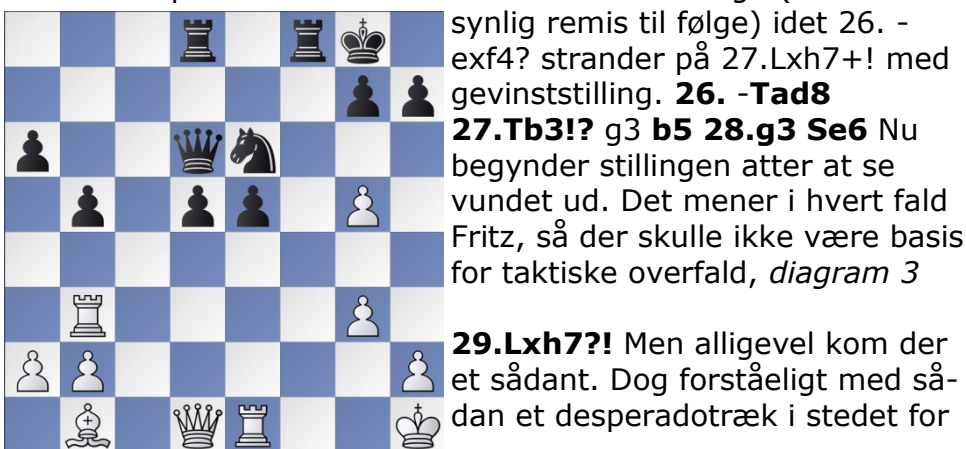 synlig remis til følge) idet 26. -
exf4? strander på 27.Lxh7+! med
gevinststilling. 26. -Tad8
27.Tb3!? g3 b5 28.g3 Se6 Nu
begynder stillingen atter at se
vundet ud. Det mener i hvert fald
Fritz, så der skulle ikke være basis
for taktiske overfald, diagram 3
29.Lxh7?! Men alligevel kom der
et sådant. Dog forståeligt med så-
dan et desperadotræk i stedet for